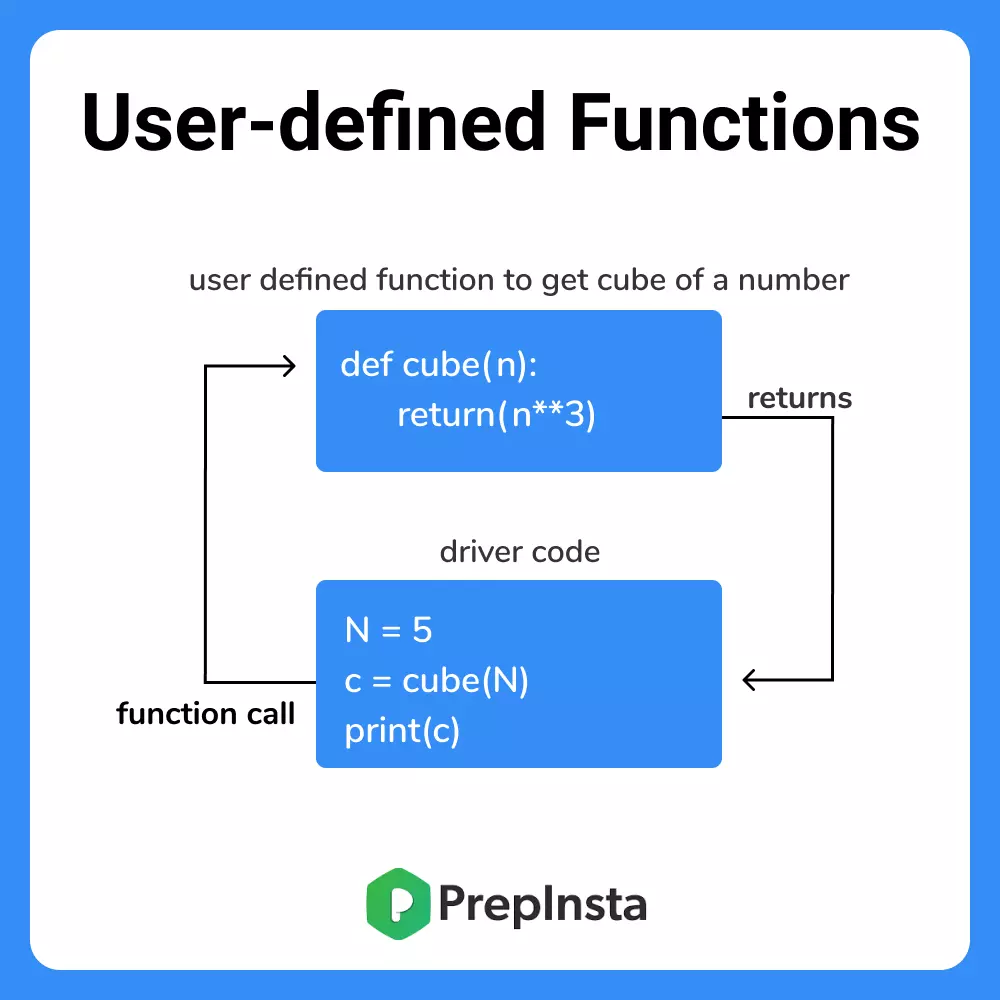 User-defined Functions
user defined function to get cube of a number
def cube(n):
return(n**3)
returns
driver code
N = 5
c = cube(N)
print(c)
function call
PrepInsta